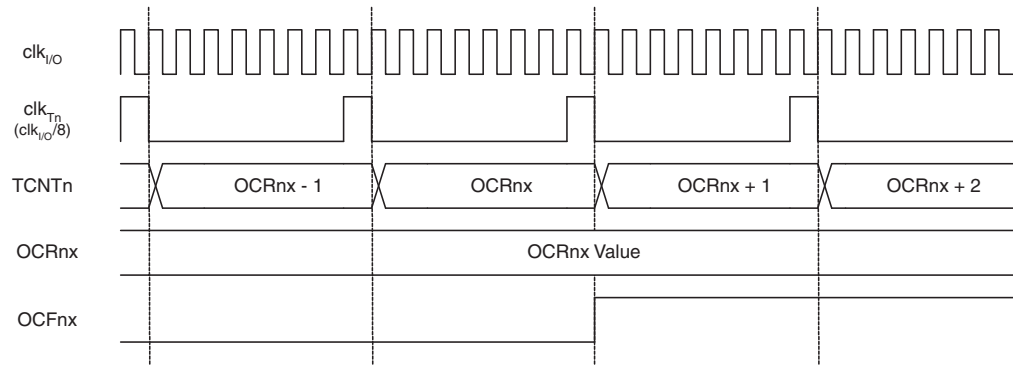 clkI/O
clkTn
(clkI/O/8)
TCNTn OCRnx - 1 OCRnx OCRnx + 1 OCRnx + 2
OCRnx OCRnx Value
OCFnx